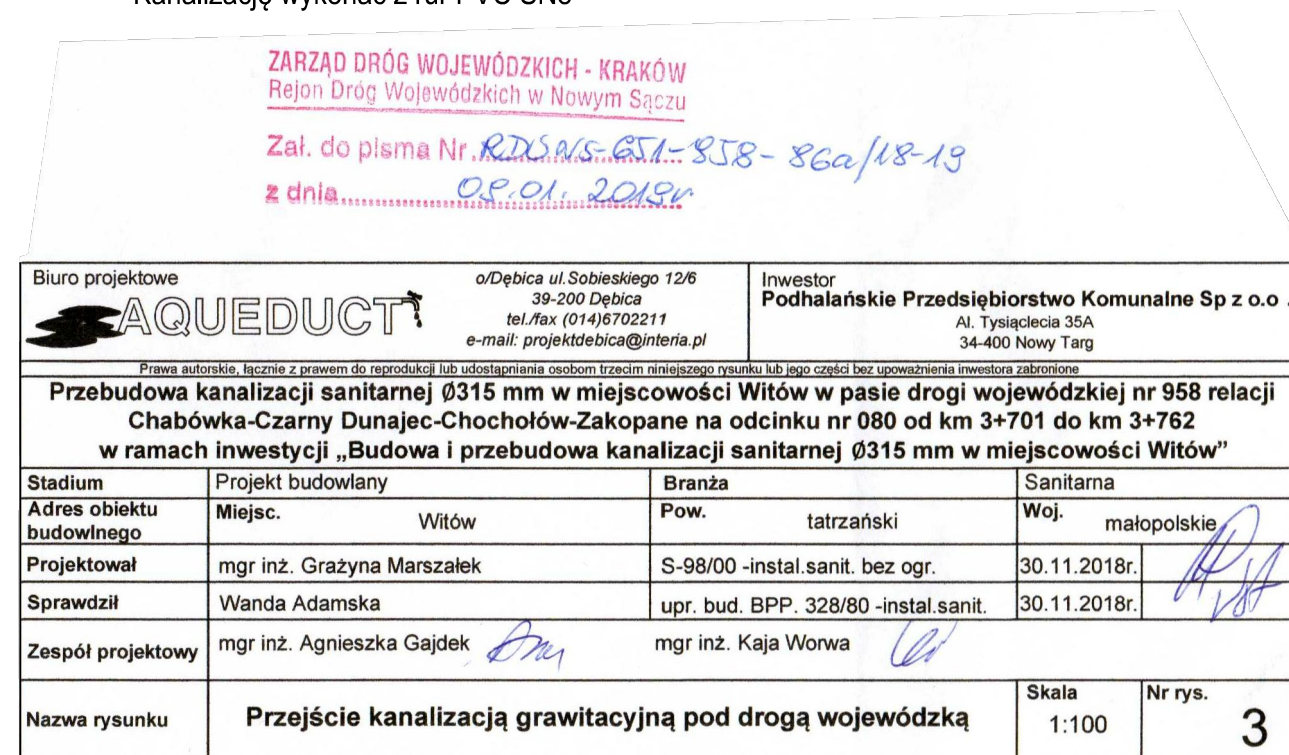 Kanalizację wykonać z rur PVC SN8
ZARZĄD DRÓG WOJEWÓDZKICH - KRAKÓW
Rejon Dróg Wojewódzkich w Nowym Sączu
Zał. do pisma Nr 651-958-86a/18-19
z dnia 2019r
Biuro projektowe
AQUEDUCT
o/Dębica ul.Sobieskiego 12/6
39-200 Dębica
tel./fax (014)6702211
e-mail: projektdebica@interia.pl
Inwestor
Podhalańskie Przedsiębiorstwo Komunalne Sp z o.o .
Al. Tysiąclecia 35A
34-400 Nowy Targ
Prawa autorskie, łącznie z prawem do reprodukcji lub udostąpniania osobom trzecim niniejszego rysunku lub jego części bez upoważnienia inwestora zabronione
Przebudowa kanalizacji sanitarnej Ø315 mm w miejscowości Witów w pasie drogi wojewódzkiej nr 958 relacji
Chabówka-Czarny Dunajec-Chochołów-Zakopane na odcinku nr 080 od km 3+701 do km 3+762
w ramach inwestycji „Budowa i przebudowa kanalizacji sanitarnej Ø315 mm w miejscowości Witów”
Stadium Projekt budowlany Branża Sanitarna
Adres obiektu budowlnego Miejsc. Witów Pow. tatrzański Woj. małopolskie
Projektował mgr inż. Grażyna Marszałek S-98/00 -instal.sanit. bez ogr. 30.11.2018r.
Sprawdził Wanda Adamska upr. bud. BPP. 328/80 -instal.sanit. 30.11.2018r.
Zespół projektowy mgr inż. Agnieszka Gajdek mgr inż. Kaja Worwa
Nazwa rysunku Przejście kanalizacją grawitacyjną pod drogą wojewódzką Skala 1:100 Nr rys. 3